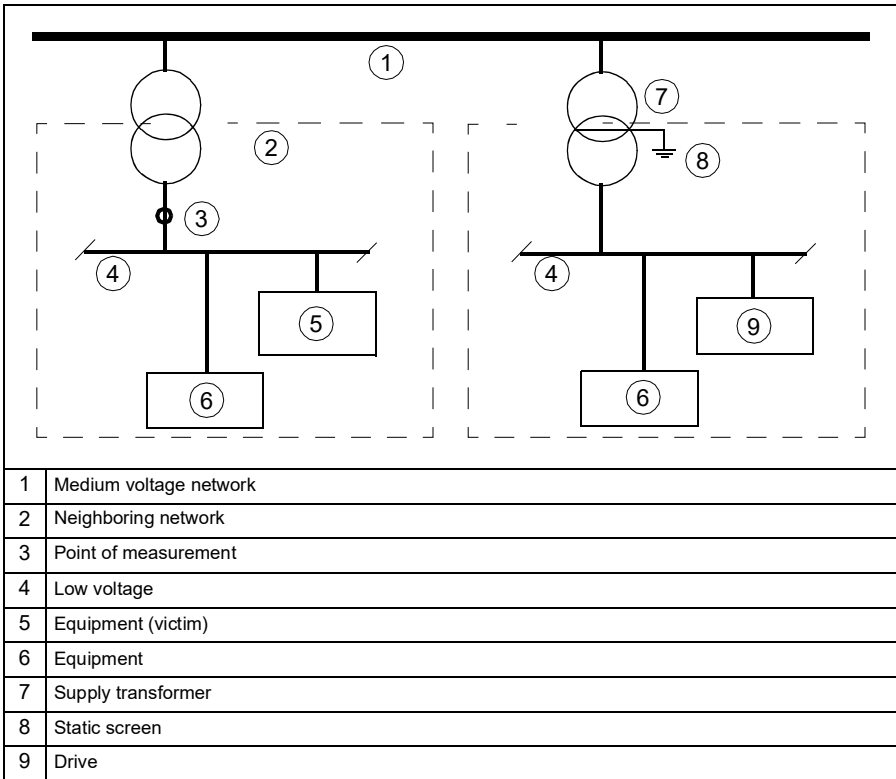 1
7
2
8
3
4
4
5
9
6
6
1 Medium voltage network
2 Neighboring network
3 Point of measurement
4 Low voltage
5 Equipment (victim)
6 Equipment
7 Supply transformer
8 Static screen
9 Drive